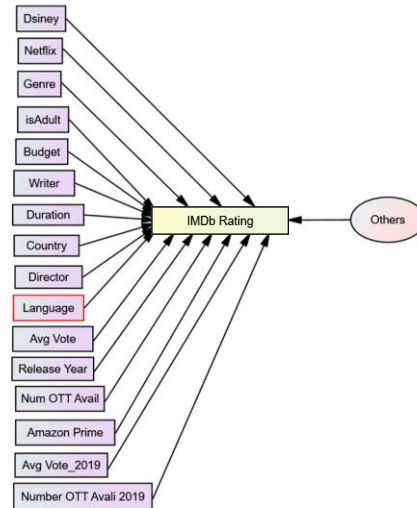 Dsiney
Netflix
Genre
isAdult
Budget
Writer
Duration
Country
Director
Language
Avg Vote
Release Year
Num OTT Avail
Amazon Prime
Avg Vote_2019
Number OTT Avali 2019
IMDb Rating
Others